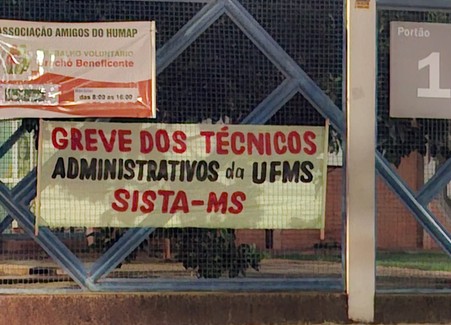 ASSOCIAÇÃO AMIGOS DO HUMAP
TRABALHO VOLUNTÁRIO
Brechó Beneficente
das 8:00 às 16:00
Portão
1
GREVE DOS TÉCNICOS
ADMINISTRATIVOS da UFMS
SISTA-MS